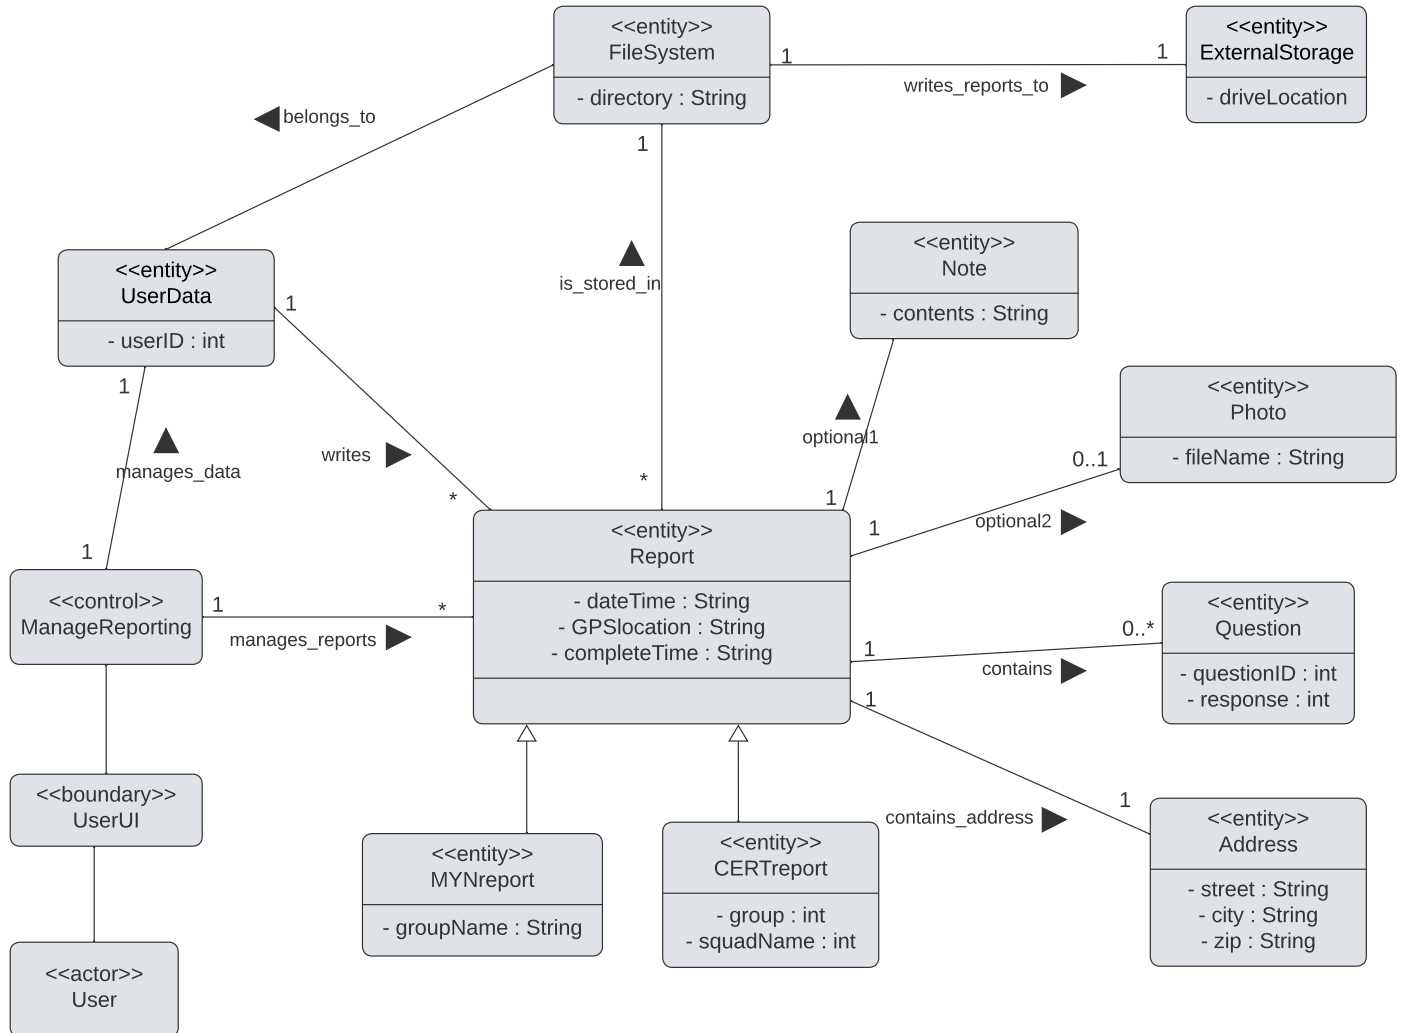 <<entity>>
FileSystem
- directory : String
1
1
writes_reports_to
<<entity>>
ExternalStorage
- driveLocation
belongs_to
1
is_stored_in
*
<<entity>>
UserData
- userID : int
1
1
writes
*
manages_data
1
<<entity>>
Note
- contents : String
optional1
1
<<entity>>
Photo
- fileName : String
0..1
1
optional2
<<entity>>
Report
- dateTime : String
- GPSlocation : String
- completeTime : String
<<control>>
ManageReporting
1
*
manages_reports
<<entity>>
Question
- questionID : int
- response : int
0..*
1
contains
1
1
contains_address
<<boundary>>
UserUI
<<entity>>
MYNreport
- groupName : String
<<entity>>
CERTreport
- group : int
- squadName : int
<<entity>>
Address
- street : String
- city : String
- zip : String
<<actor>>
User